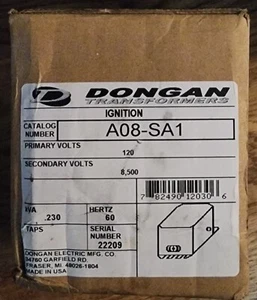 DONGAN
TRANSFORMERS
IGNITION
CATALOG NUMBER A08-SA1
PRIMARY VOLTS
120
SECONDARY VOLTS
8,500
7 82490 12030 6
KVA .230 HERTZ 60
TAPS SERIAL NUMBER 22209
DONGAN ELECTRIC MFG. CO.
34760 GARFIELD RD.
FRASER, MI. 48026-1804
MADE IN USA